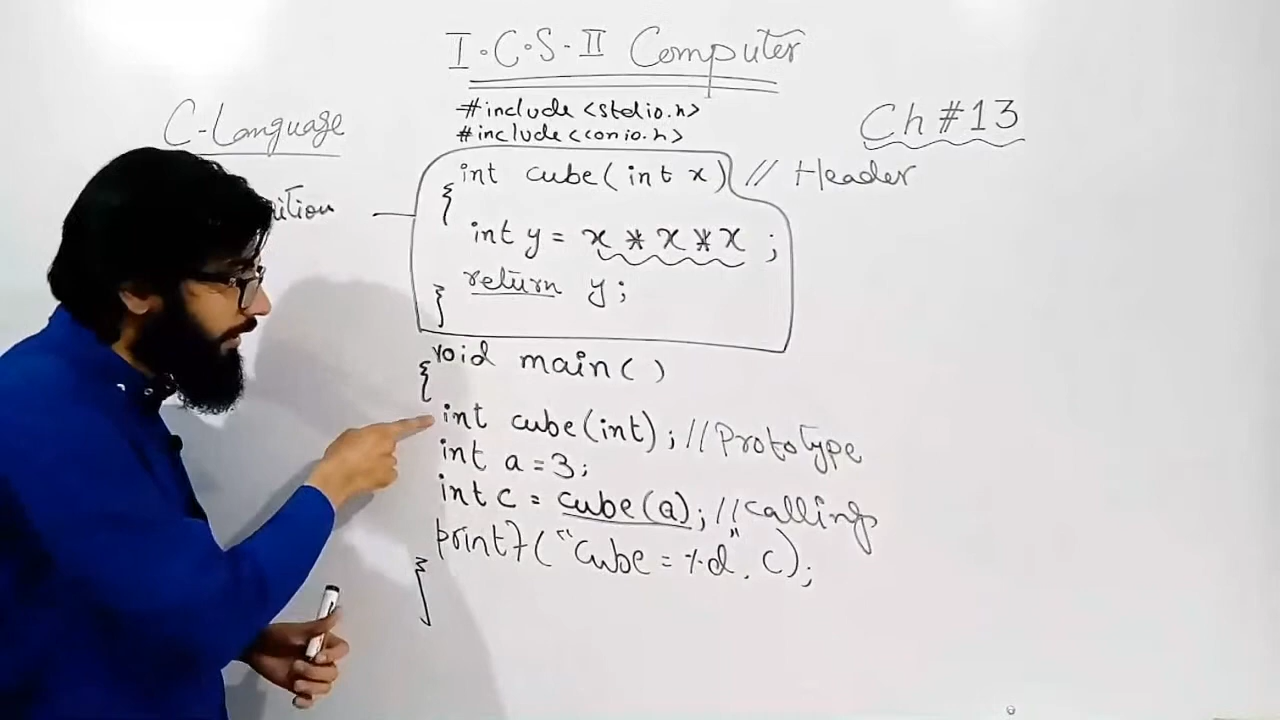 I.C.S-II Computer
C-Language
Ch #13
#include <stdio.h>
#include <conio.h>
int cube(int x) // Header
{
int y = x * x * x ;
return y;
}
void main()
{
int cube(int); //Prototype
int a = 3;
int c = cube(a); //calling
printf("Cube = %d", c);
}